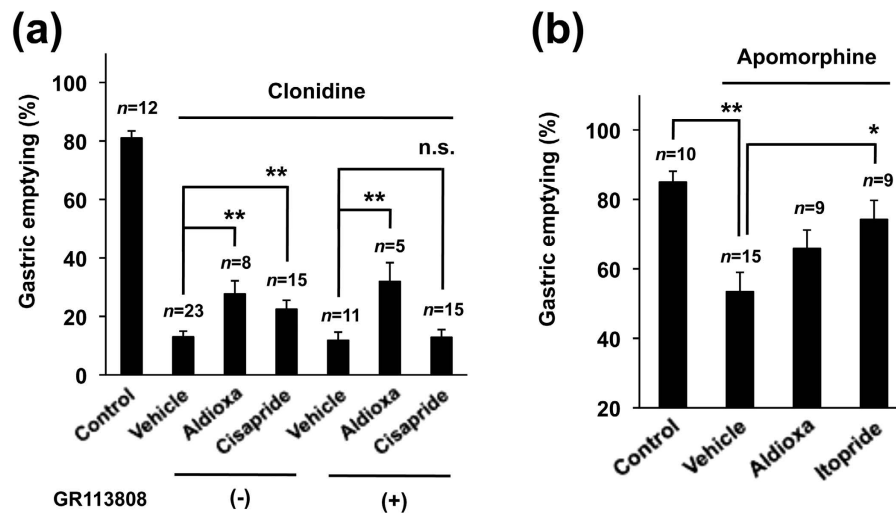 (a)
Clonidine
Gastric emptying (%)
100
80
60
40
20
0
n=12
n=23
n=8
n=15
n=11
n=5
n=15
**
**
**
n.s.
Control
Vehicle
Aldioxa
Cisapride
Vehicle
Aldioxa
Cisapride
GR113808
(-)
(+)
(b)
Apomorphine
Gastric emptying (%)
100
80
60
40
20
n=10
n=15
n=9
n=9
**
*
Control
Vehicle
Aldioxa
Itopride